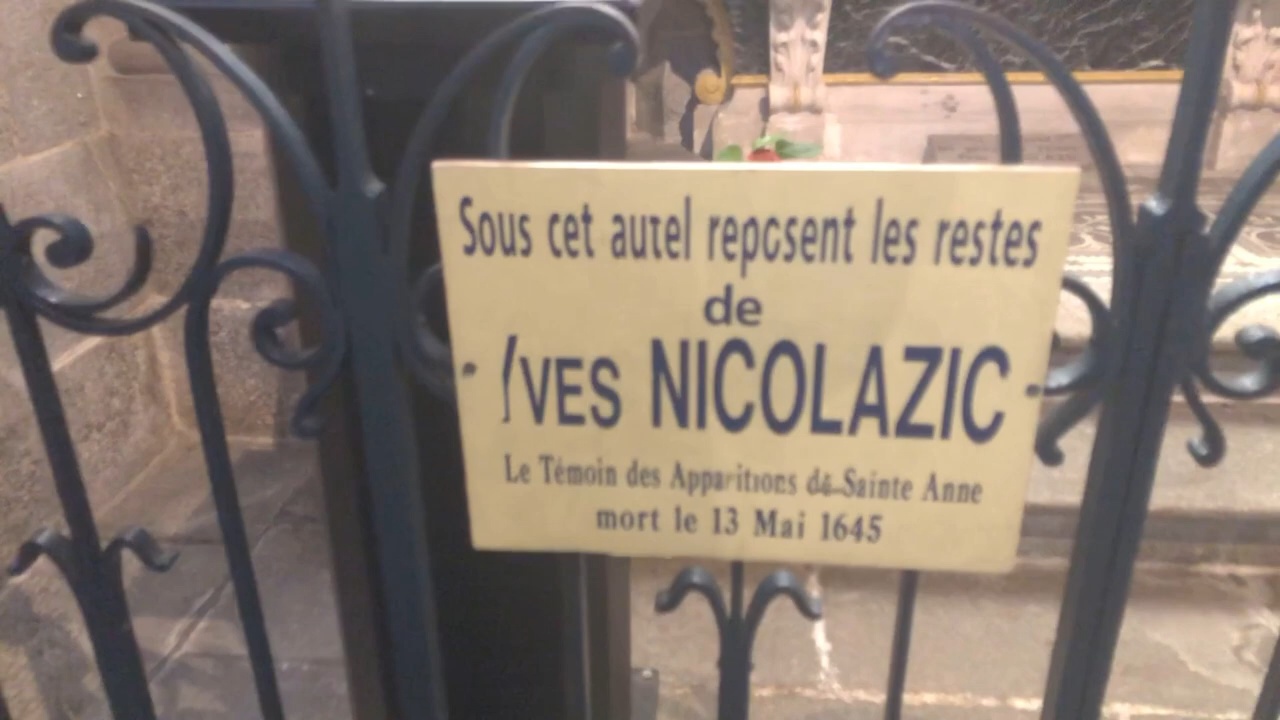 Sous cet autel reposent les restes
de
- YVES NICOLAZIC -
Le Témoin des Apparitions de Sainte Anne
mort le 13 Mai 1645